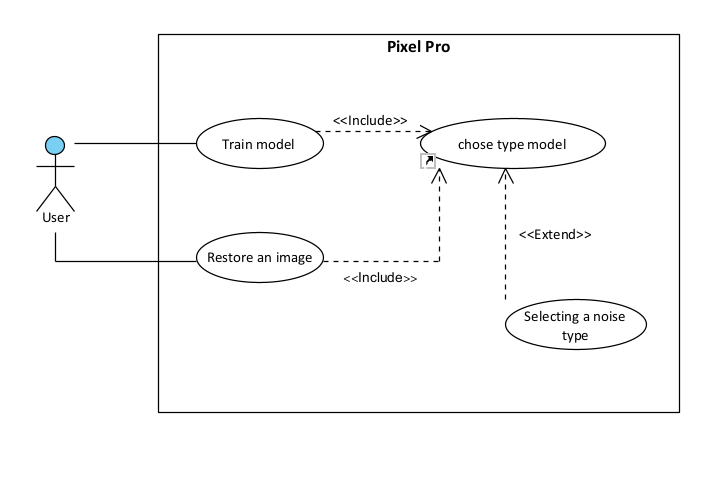 Pixel Pro
<<Include>>
Train model
chose type model
User
<<Extend>>
Restore an image
<<Include>>
Selecting a noise
type